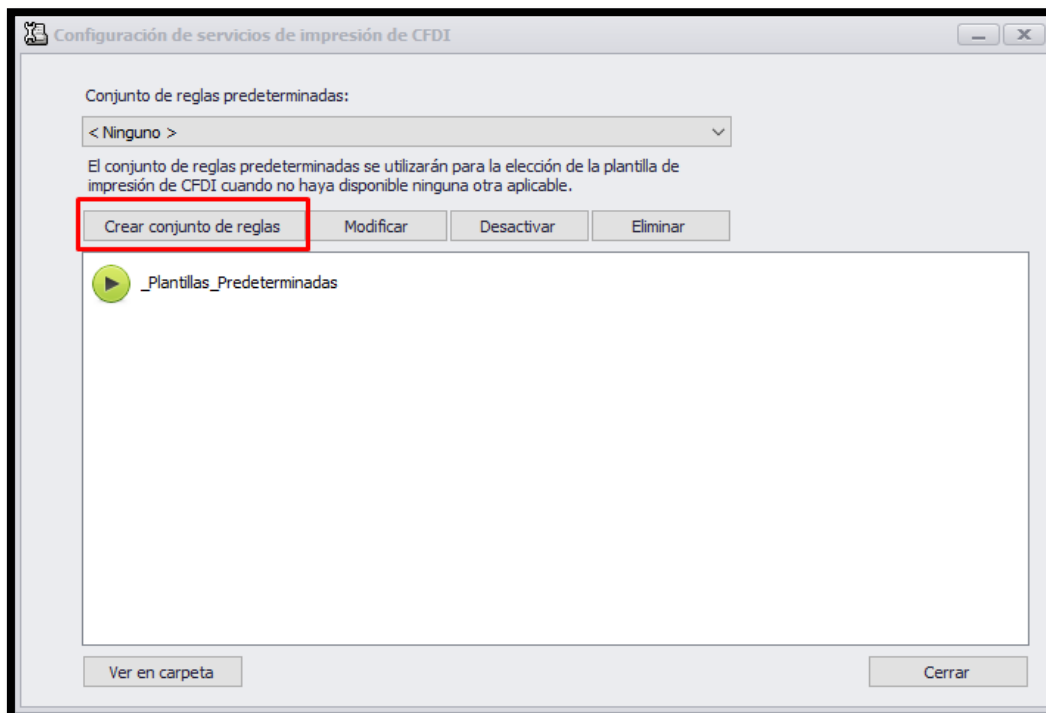 Configuración de servicios de impresión de CFDI
Conjunto de reglas predeterminadas:
< Ninguno >
El conjunto de reglas predeterminadas se utilizarán para la elección de la plantilla de
impresión de CFDI cuando no haya disponible ninguna otra aplicable.
Crear conjunto de reglas Modificar Desactivar Eliminar
_Plantillas_Predeterminadas
Ver en carpeta Cerrar